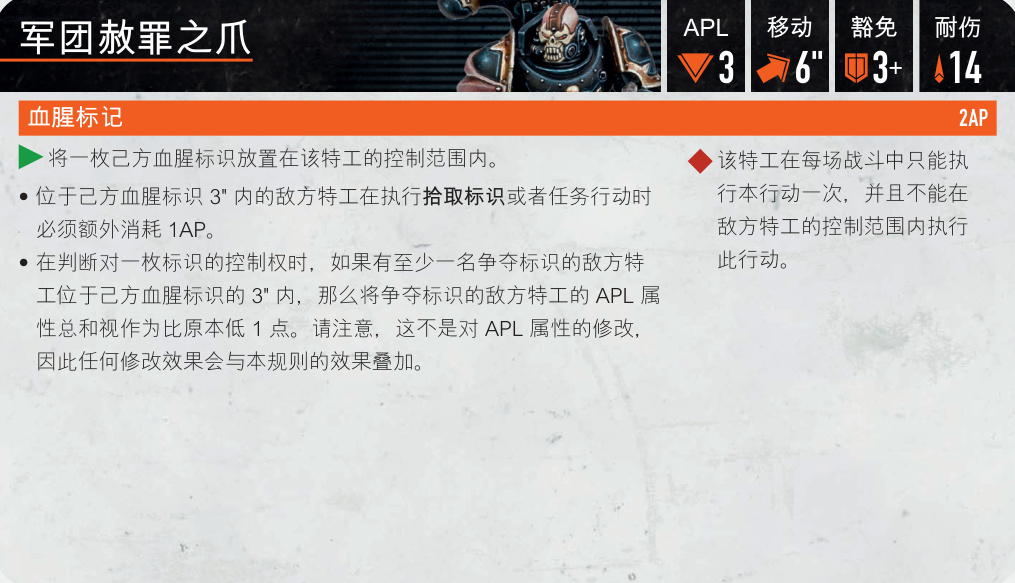 军团赦罪之爪
APL 3
移动 6"
豁免 3+
耐伤 14
血腥标记 2AP
将一枚己方血腥标识放置在该特工的控制范围内。
• 位于己方血腥标识 3" 内的敌方特工在执行拾取标识或者任务行动时
必须额外消耗 1AP。
• 在判断对一枚标识的控制权时，如果有至少一名争夺标识的敌方特
工位于己方血腥标识的 3" 内，那么将争夺标识的敌方特工的 APL 属
性总和视作为比原本低 1 点。请注意，这不是对 APL 属性的修改，
因此任何修改效果会与本规则的效果叠加。
该特工在每场战斗中只能执
行本行动一次，并且不能在
敌方特工的控制范围内执行
此行动。